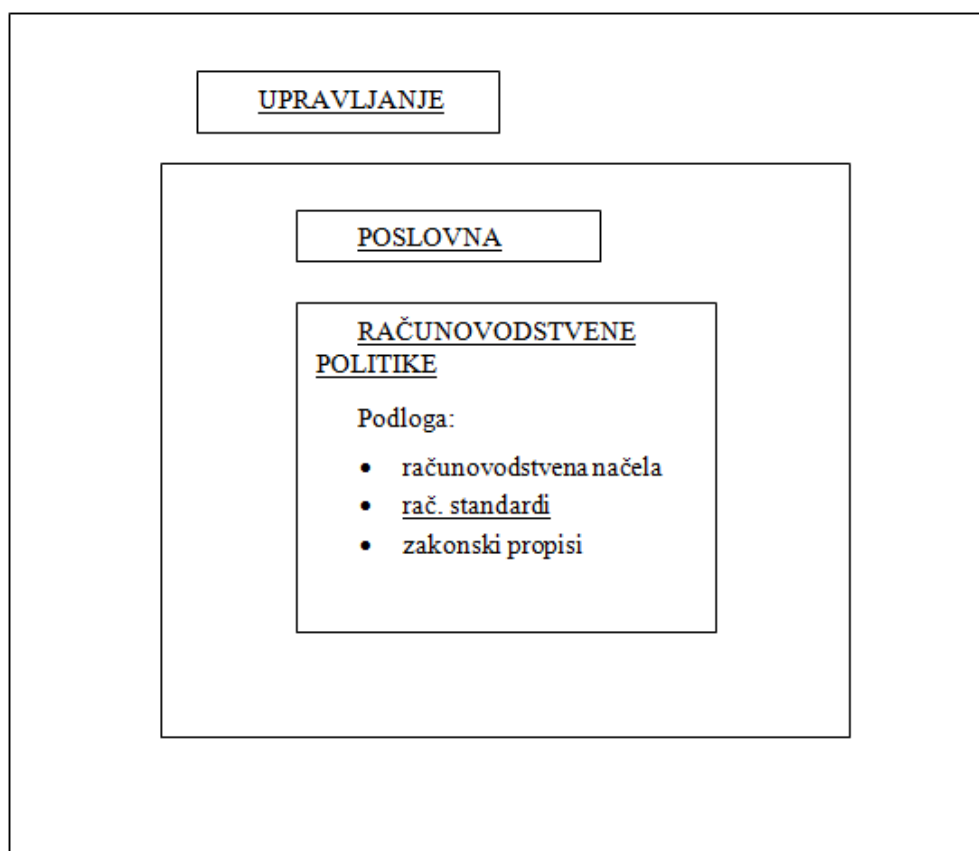 UPRAVLJANJE
POSLOVNA
RAČUNOVODSTVENE
POLITIKE
Podloga:
• računovodstvena načela
• rač. standardi
• zakonski propisi